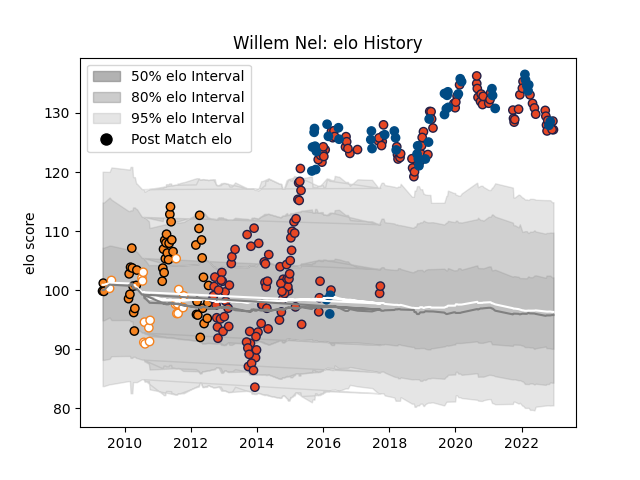 Willem Nel: elo History
50% elo Interval
80% elo Interval
95% elo Interval
Post Match elo
elo score
130
120
110
100
90
80
2010
2012
2014
2016
2018
2020
2022